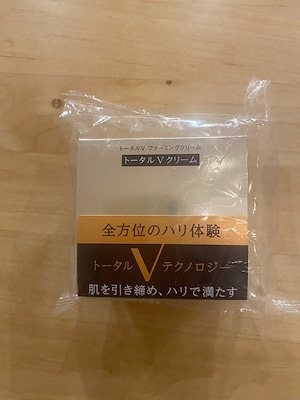 トータルV ファーミングクリーム
トータルVクリーム
全方位のハリ体験
トータルVテクノロジー
肌を引き締め、ハリで満たす